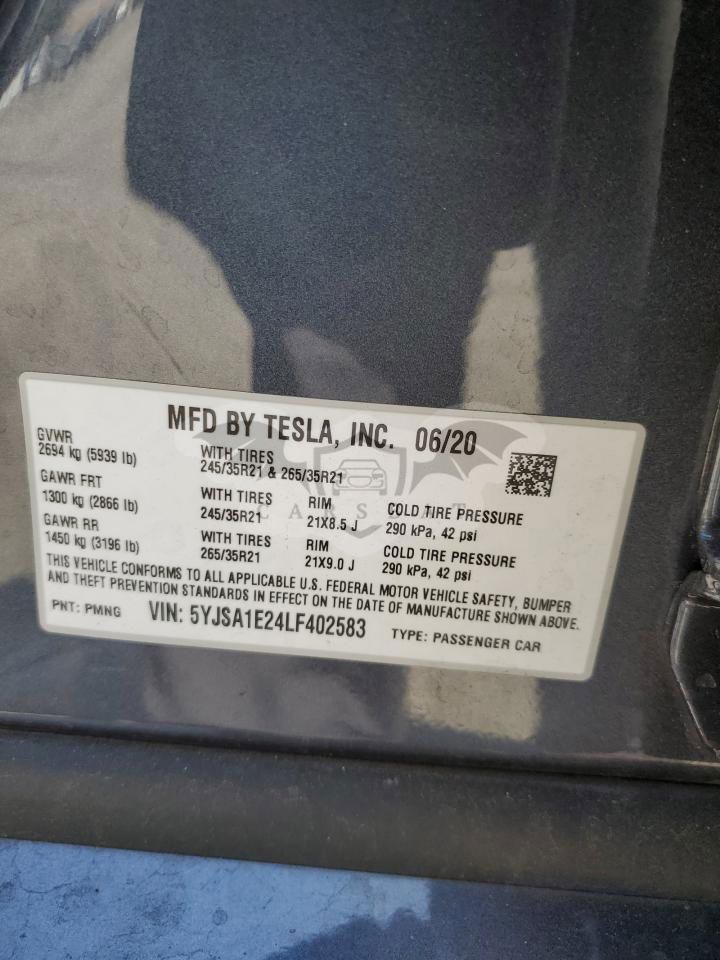 MFD BY TESLA, INC. 06/20
GVWR
2694 kg (5939 lb)
WITH TIRES
245/35R21 & 265/35R21
GAWR FRT
1300 kg (2866 lb)
WITH TIRES
245/35R21
RIM
21X8.5 J
COLD TIRE PRESSURE
290 kPa, 42 psi
GAWR RR
1450 kg (3196 lb)
WITH TIRES
265/35R21
RIM
21X9.0 J
COLD TIRE PRESSURE
290 kPa, 42 psi
THIS VEHICLE CONFORMS TO ALL APPLICABLE U.S. FEDERAL MOTOR VEHICLE SAFETY, BUMPER
AND THEFT PREVENTION STANDARDS IN EFFECT ON THE DATE OF MANUFACTURE SHOWN ABOVE.
PNT: PMNG VIN: 5YJSA1E24LF402583 TYPE: PASSENGER CAR